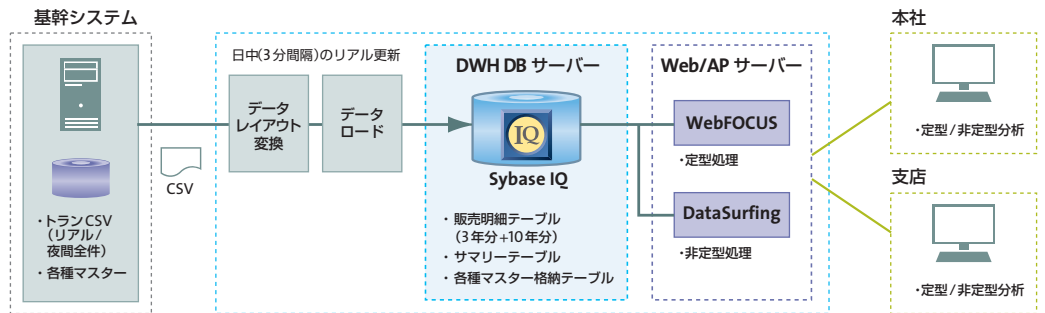 基幹システム
・トランCSV
(リアル/
夜間全件)
・各種マスター
CSV
日中(3分間隔)のリアル更新
データ
レイアウト
変換
データ
ロード
DWH DB サーバー
IQ
Sybase IQ
・販売明細テーブル
(3年分+10年分)
・サマリーテーブル
・各種マスター格納テーブル
Web/AP サーバー
WebFOCUS
・定型処理
DataSurfing
・非定型処理
本社
・定型/非定型分析
支店
・定型/非定型分析